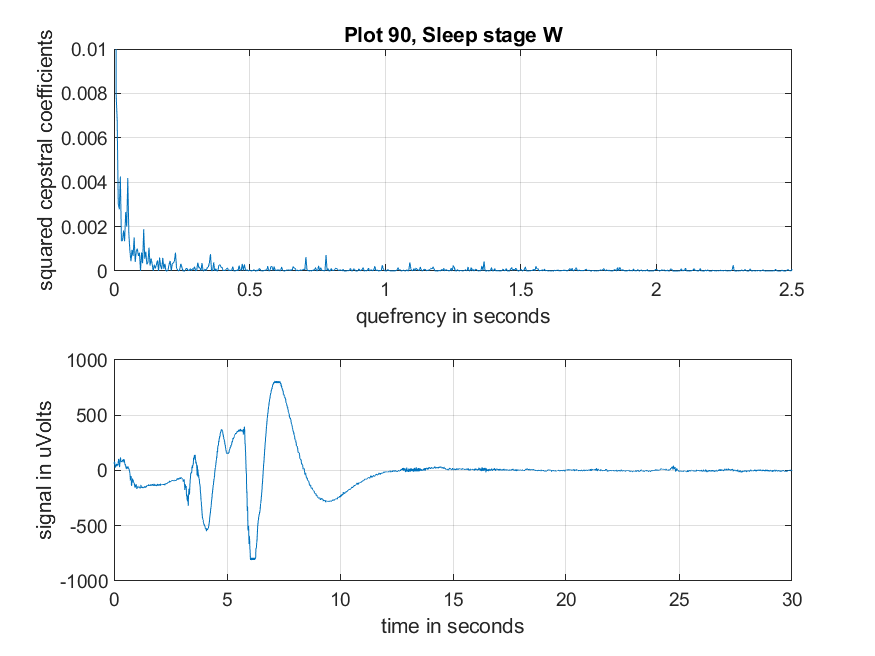 Plot 90, Sleep stage W
squared cepstral coefficients
0.01
0.008
0.006
0.004
0.002
0
0 0.5 1 1.5 2 2.5
quefrency in seconds
signal in uVolts
1000
500
0
-500
-1000
0 5 10 15 20 25 30
time in seconds